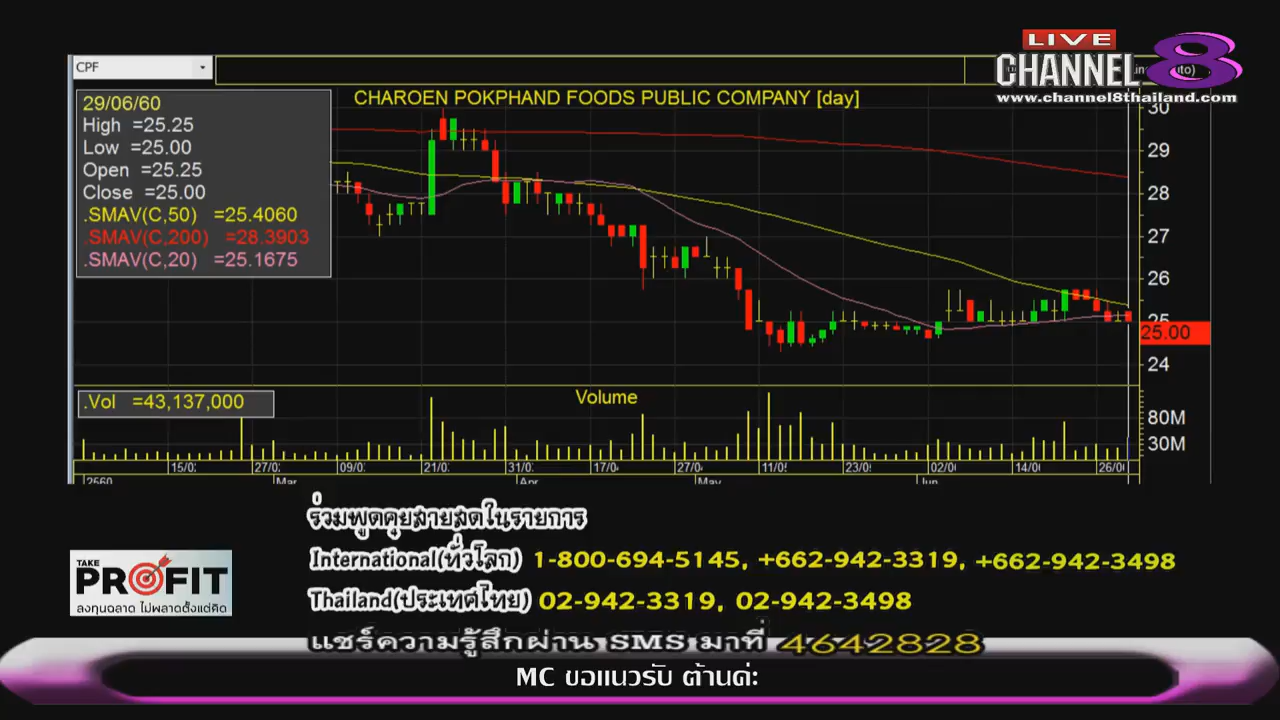 LIVE
CHANNEL 8
www.channel8thailand.com
CPF
CHAROEN POKPHAND FOODS PUBLIC COMPANY [day]
29/06/60
High =25.25
Low =25.00
Open =25.25
Close =25.00
.SMAV(C,50) =25.4060
.SMAV(C,200) =28.3903
.SMAV(C,20) =25.1675
30
29
28
27
26
25
25.00
24
.Vol =43,137,000
Volume
80M
30M
15/0 27/0 09/0 21/0 31/0 17/0 27/0 11/0 23/0 02/0 14/0 26/0
2560 Mar Apr May Jun
ร่วมพูดคุยสายสดในรายการ
International(ทั่วโลก) 1-800-694-5145, +662-942-3319, +662-942-3498
Thailand(ประเทศไทย) 02-942-3319, 02-942-3498
แชร์ความรู้สึกผ่าน SMS มาที่ 4642828
TAKE
PROFIT
ลงทุนฉลาด ไม่พลาดตั้งแต่คิด
MC ขอแนวรับ ต้านค่ะ